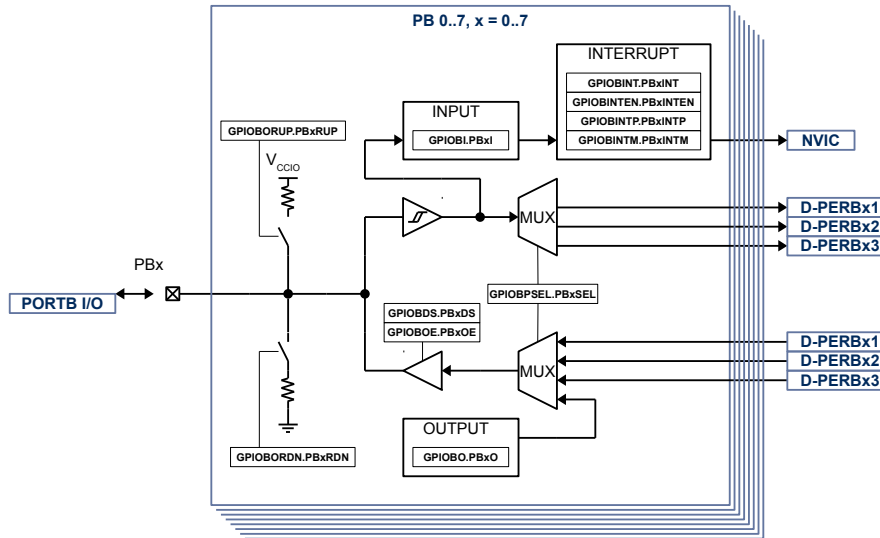 PB 0..7, x = 0..7
INTERRUPT
GPIOBINT.PBxINT
GPIOBINTEN.PBxINTEN
GPIOBINTP.PBxINTP
GPIOBINTM.PBxINTM
NVIC
INPUT
GPIOBI.PBxI
GPIOBORUP.PBxRUP
VCCIO
MUX
D-PERBx1
D-PERBx2
D-PERBx3
PBx
PORTB I/O
GPIOBPSEL.PBxSEL
GPIOBDS.PBxDS
GPIOBOE.PBxOE
MUX
D-PERBx1
D-PERBx2
D-PERBx3
OUTPUT
GPIOBO.PBxO
GPIOBORDN.PBxRDN